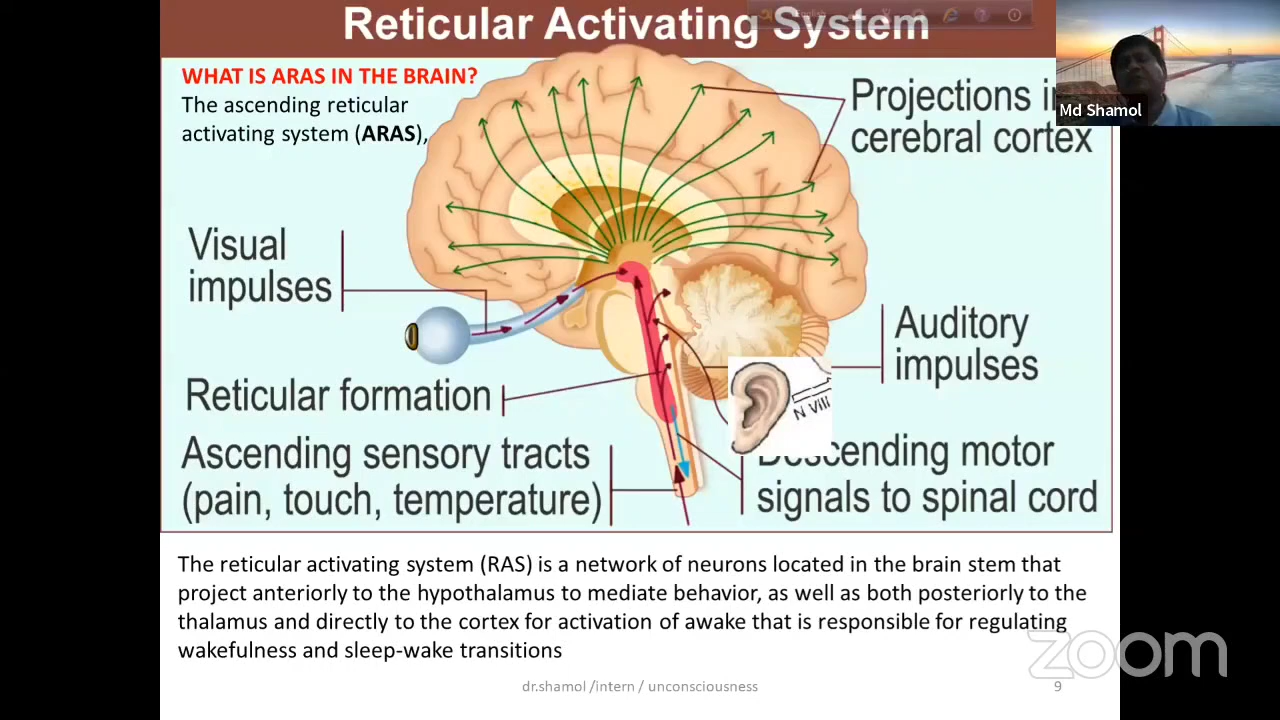 Reticular Activating System
WHAT IS ARAS IN THE BRAIN?
The ascending reticular
activating system (ARAS),
Projections in
cerebral cortex
Md Shamol
Visual
impulses
Auditory
impulses
Reticular formation
N VIII
Ascending sensory tracts
(pain, touch, temperature)
Descending motor
signals to spinal cord
The reticular activating system (RAS) is a network of neurons located in the brain stem that
project anteriorly to the hypothalamus to mediate behavior, as well as both posteriorly to the
thalamus and directly to the cortex for activation of awake that is responsible for regulating
wakefulness and sleep-wake transitions
zoom
dr.shamol /intern / unconsciousness
9